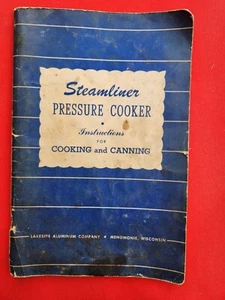 Steamliner
PRESSURE COOKER
Instructions
FOR
COOKING and CANNING
LAKESIDE ALUMINUM COMPANY • MENOMONIE, WISCONSIN